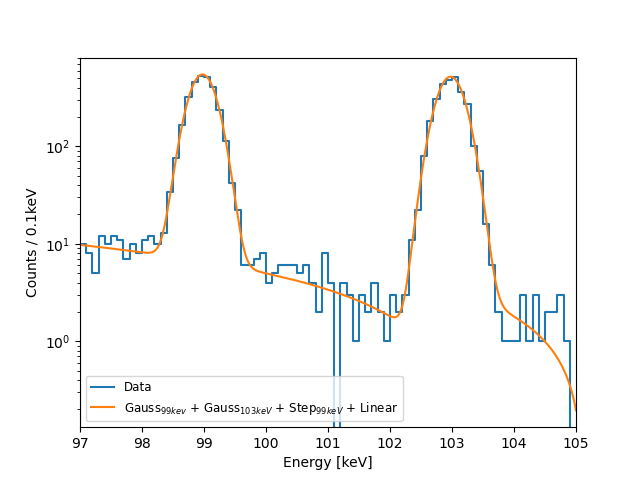 10²
10¹
10⁰
97 98 99 100 101 102 103 104 105
Counts / 0.1keV
Energy [keV]
Data
Gauss₉₉ₖₑᵥ + Gauss₁₀₃ₖₑV + Step₉₉ₖₑV + Linear